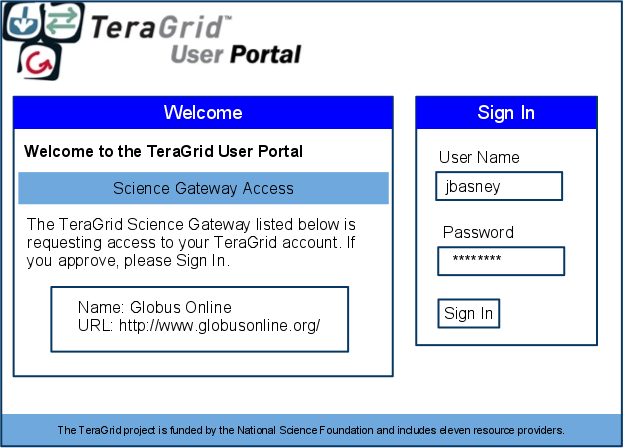 TeraGrid™
User Portal
Welcome
Welcome to the TeraGrid User Portal
Science Gateway Access
The TeraGrid Science Gateway listed below is
requesting access to your TeraGrid account. If
you approve, please Sign In.
Name: Globus Online
URL: http://www.globusonline.org/
Sign In
User Name
jbasney
Password
********
Sign In
The TeraGrid project is funded by the National Science Foundation and includes eleven resource providers.